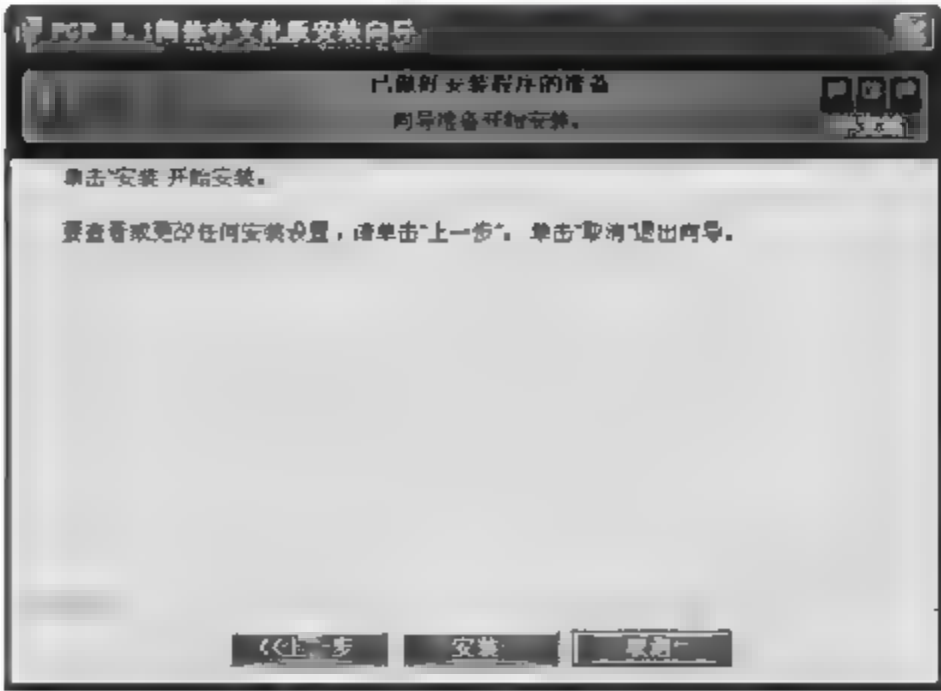 PGP 8.1简体中文化版安装向导
已做好安装程序的准备
向导准备开始安装。
单击"安装"开始安装。
要查看或更改任何安装设置，请单击"上一步"。 单击"取消"退出向导。
<<上一步
安装
取消